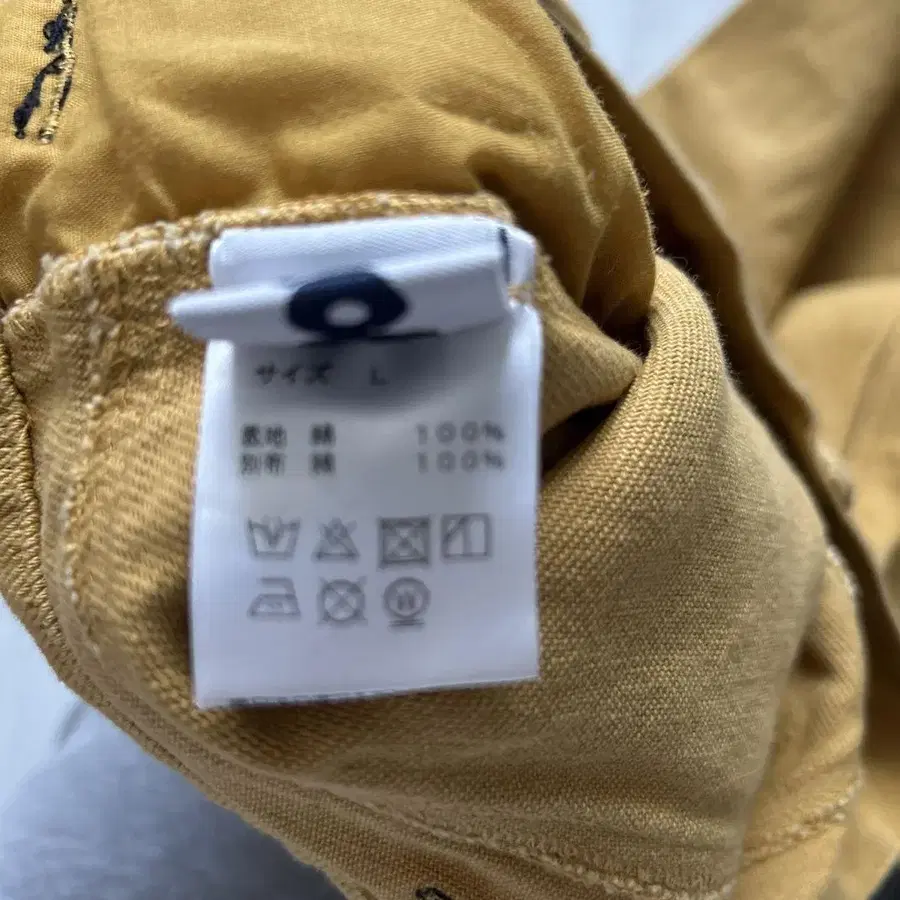 サイズ L
表地 綿 100%
別布 綿 100%